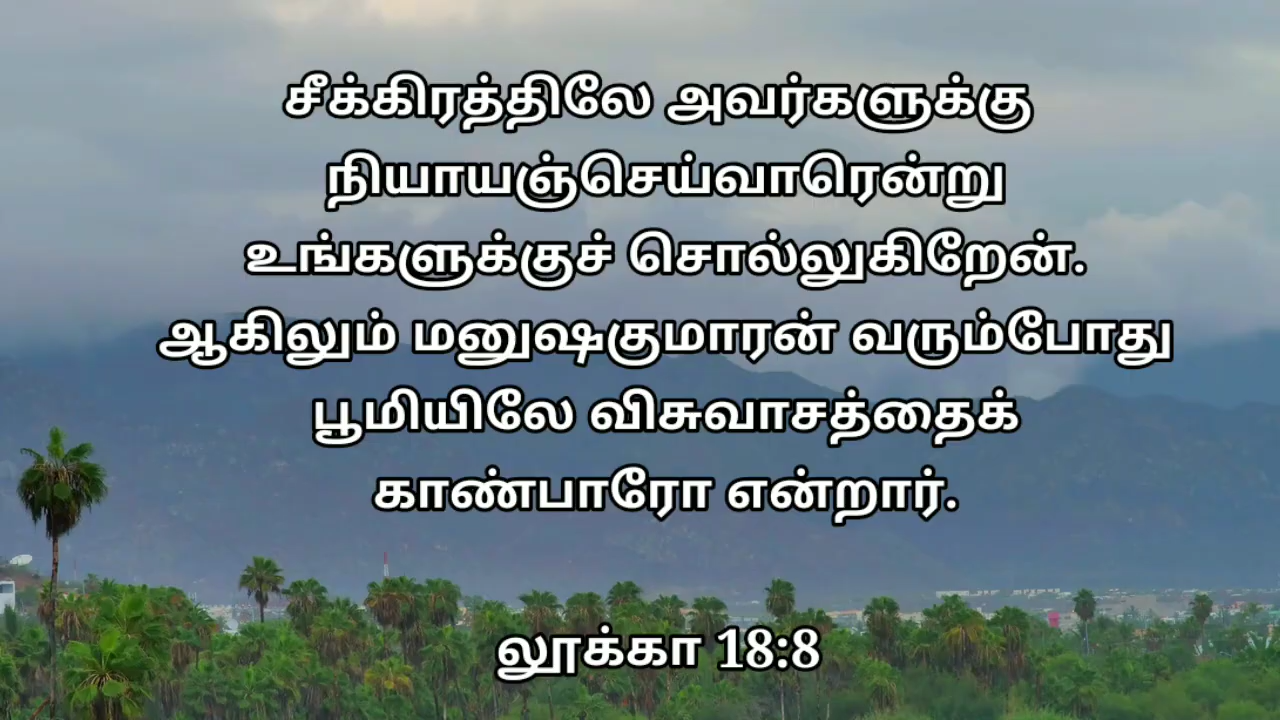 சீக்கிரத்திலே அவர்களுக்கு
நியாயஞ்செய்வாரென்று
உங்களுக்குச் சொல்லுகிறேன்.
ஆகிலும் மனுஷகுமாரன் வரும்போது
பூமியிலே விசுவாசத்தைக்
காண்பாரோ என்றார்.
லூக்கா 18:8